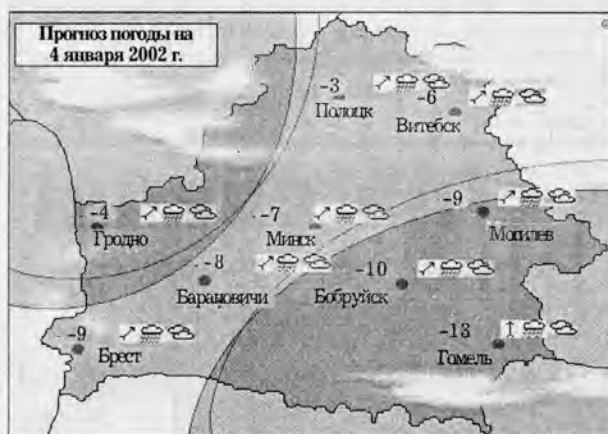 Прогноз погоды на
4 января 2002 г.
-3
Полоцк
-6
Витебск
-4
Гродно
-7
Минск
-9
Могилев
-8
Барановичи
-10
Бобруйск
-9
Брест
-13
Гомель